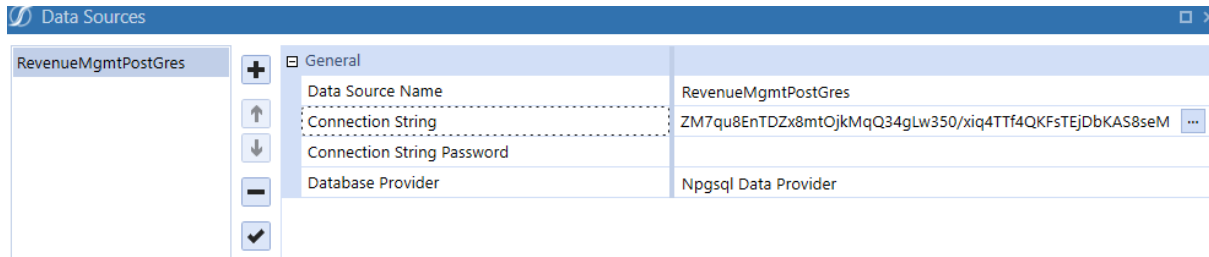 Data Sources
RevenueMgmtPostGres
General
Data Source Name RevenueMgmtPostGres
Connection String ZM7qu8EnTDZx8mtOjkMqQ34gLw350/xiq4TTf4QKFsTEjDbKAS8seM ...
Connection String Password
Database Provider Npgsql Data Provider